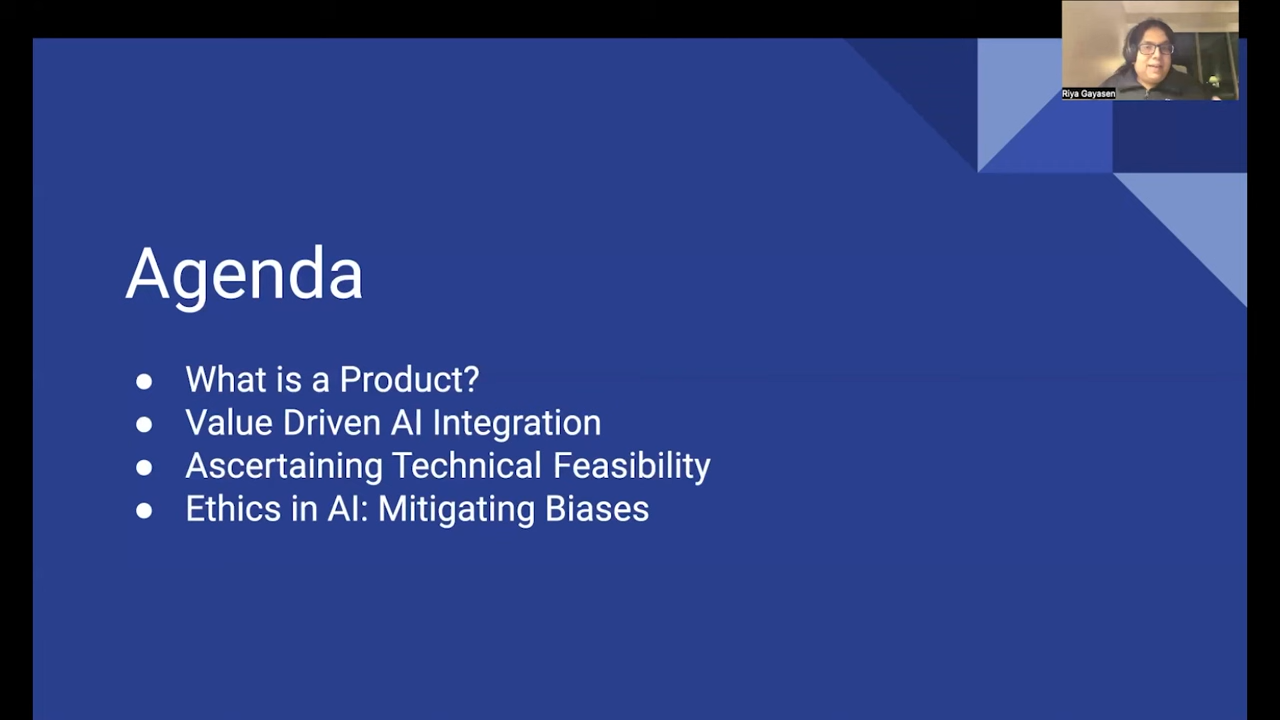 Riya Gayasen
Agenda
● What is a Product?
● Value Driven AI Integration
● Ascertaining Technical Feasibility
● Ethics in AI: Mitigating Biases